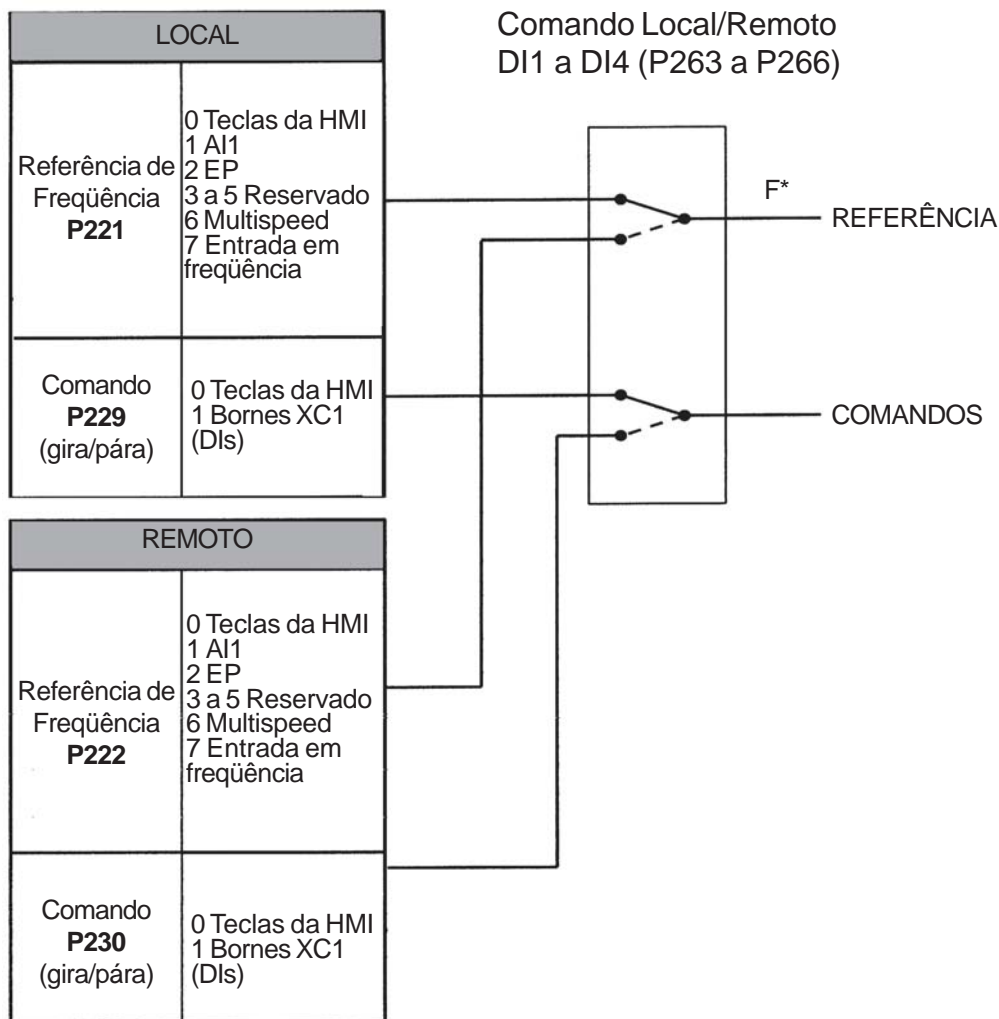 LOCAL
Referência de
Freqüência
P221
0 Teclas da HMI
1 AI1
2 EP
3 a 5 Reservado
6 Multispeed
7 Entrada em
freqüência
Comando
P229
(gira/pára)
0 Teclas da HMI
1 Bornes XC1
(DIs)
REMOTO
Referência de
Freqüência
P222
0 Teclas da HMI
1 AI1
2 EP
3 a 5 Reservado
6 Multispeed
7 Entrada em
freqüência
Comando
P230
(gira/pára)
0 Teclas da HMI
1 Bornes XC1
(DIs)
Comando Local/Remoto
DI1 a DI4 (P263 a P266)
F*
REFERÊNCIA
COMANDOS